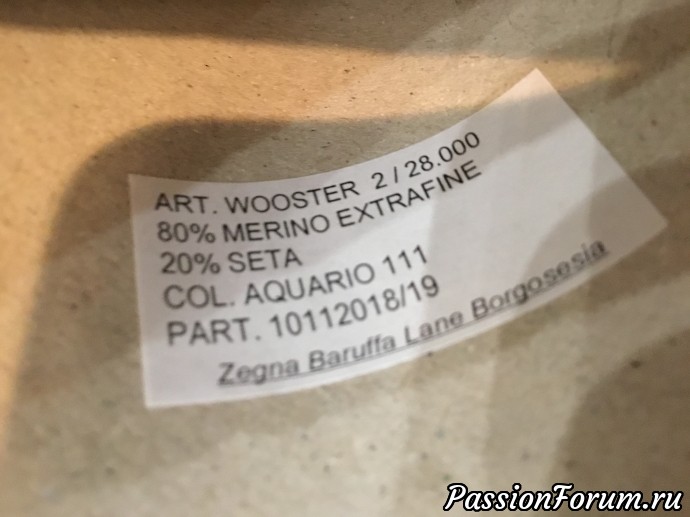 ART. WOOSTER 2 / 28.000
80% MERINO EXTRAFINE
20% SETA
COL. AQUARIO 111
PART. 10112018/19
Zegna Baruffa Lane Borgosesia
PassionForum.ru